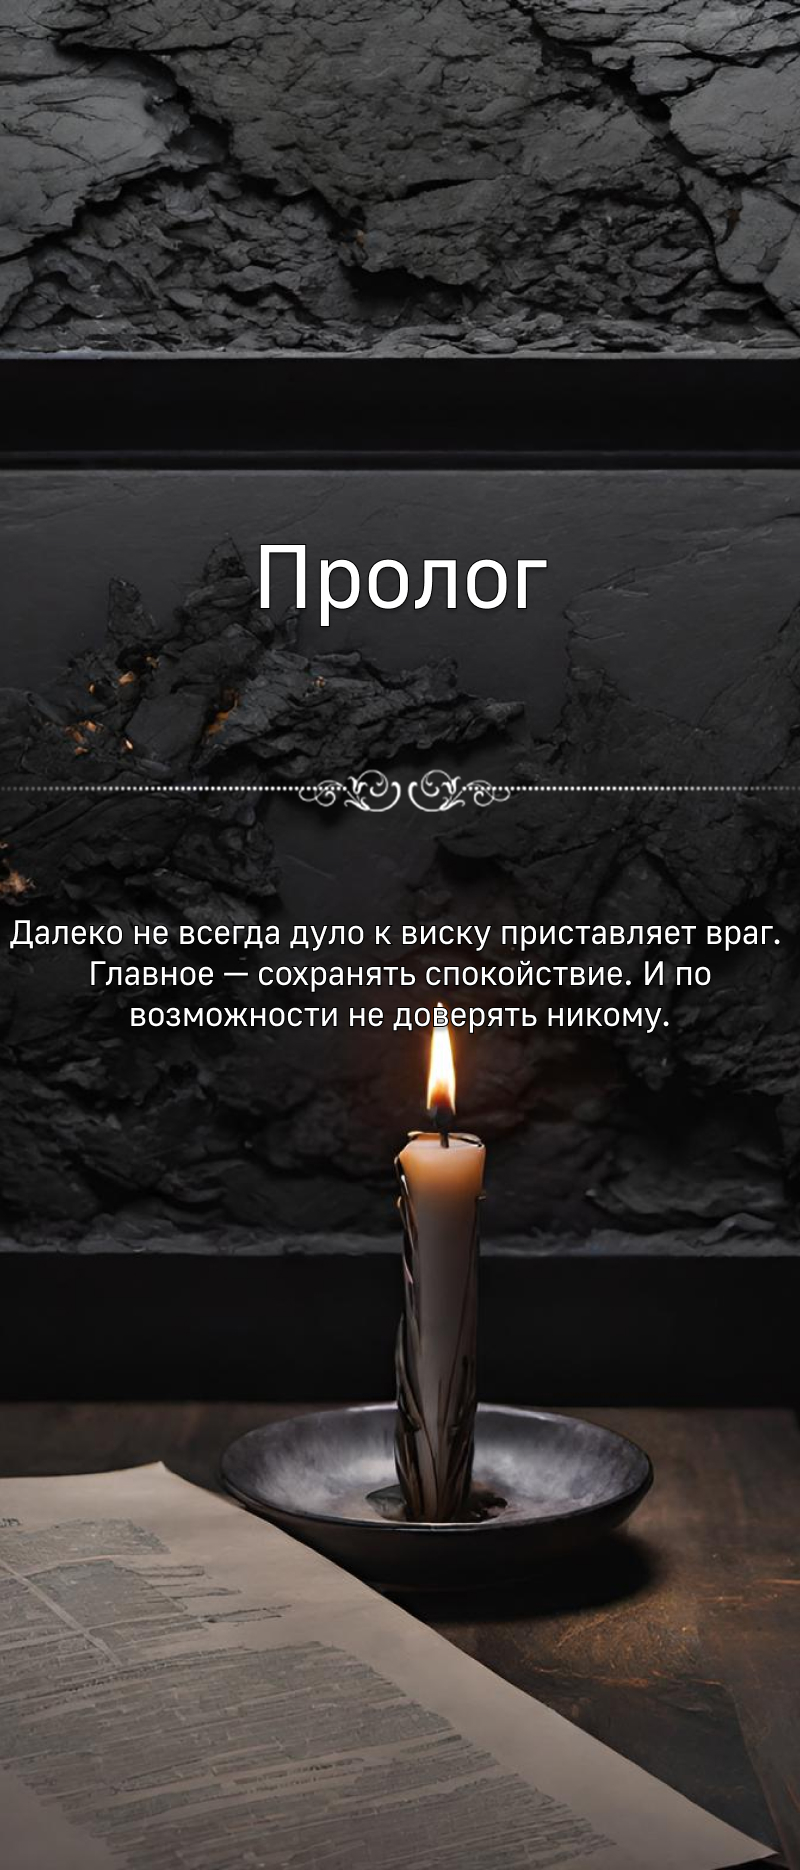 Пролог
Далеко не всегда дуло к виску приставляет враг.
Главное — сохранять спокойствие. И по
возможности не доверять никому.